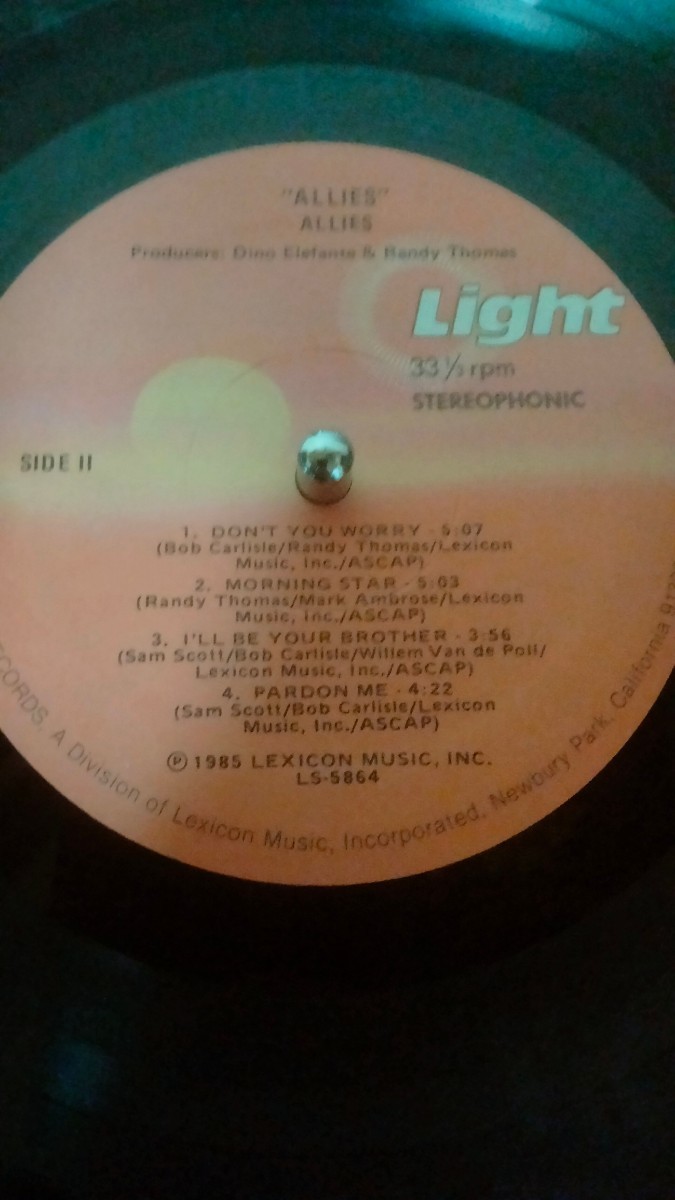 "ALLIES"
ALLIES
Producers: Dino Elefante & Randy Thomas
Light
33⅓ rpm
STEREOPHONIC
SIDE II
1. DON'T YOU WORRY - 5:07
(Bob Carlisle/Randy Thomas/Lexicon
Music, Inc./ASCAP)
2. MORNING STAR - 5:03
(Randy Thomas/Mark Ambrose/Lexicon
Music, Inc./ASCAP)
3. I'LL BE YOUR BROTHER - 3:56
(Sam Scott/Bob Carlisle/Willem Van de Poll/
Lexicon Music, Inc./ASCAP)
4. PARDON ME - 4:22
(Sam Scott/Bob Carlisle/Lexicon
Music, Inc./ASCAP)
℗ 1985 LEXICON MUSIC, INC.
LS-5864
CORDS. A Division of Lexicon Music, Incorporated, Newbury Park, California